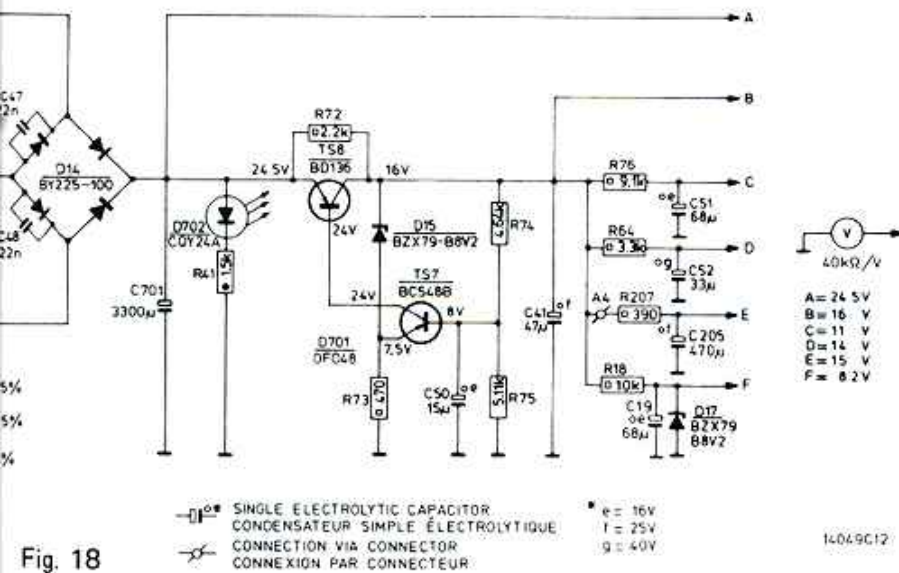 A
B
C47
22n
D14
BY225-100
C48
22n
R72
2.2k
TS8
BD136
24.5V
16V
24V
D702
CQY24A
R41
1.5k
C701
3300µ
D15
BZX79-B8V2
R74
4.64k
TS7
BC548B
24V
8V
7.5V
D701
OF048
R73
470
C50
15µ
e
R75
5.11k
C41
47µ
f
R76
9.1k
C
e
C51
68µ
R64
3.3k
D
g
C52
33µ
A4
R207
390
E
f
C205
470µ
R18
10k
F
C19
e
68µ
D17
BZX79
B8V2
V
40kΩ/V
A = 24.5 V
B = 16 V
C = 11 V
D = 14 V
E = 15 V
F = 8.2V
5%
5%
%
SINGLE ELECTROLYTIC CAPACITOR
CONDENSATEUR SIMPLE ÉLECTROLYTIQUE
CONNECTION VIA CONNECTOR
CONNEXION PAR CONNECTEUR
* e = 16V
f = 25V
g = 40V
Fig. 18
14049C12